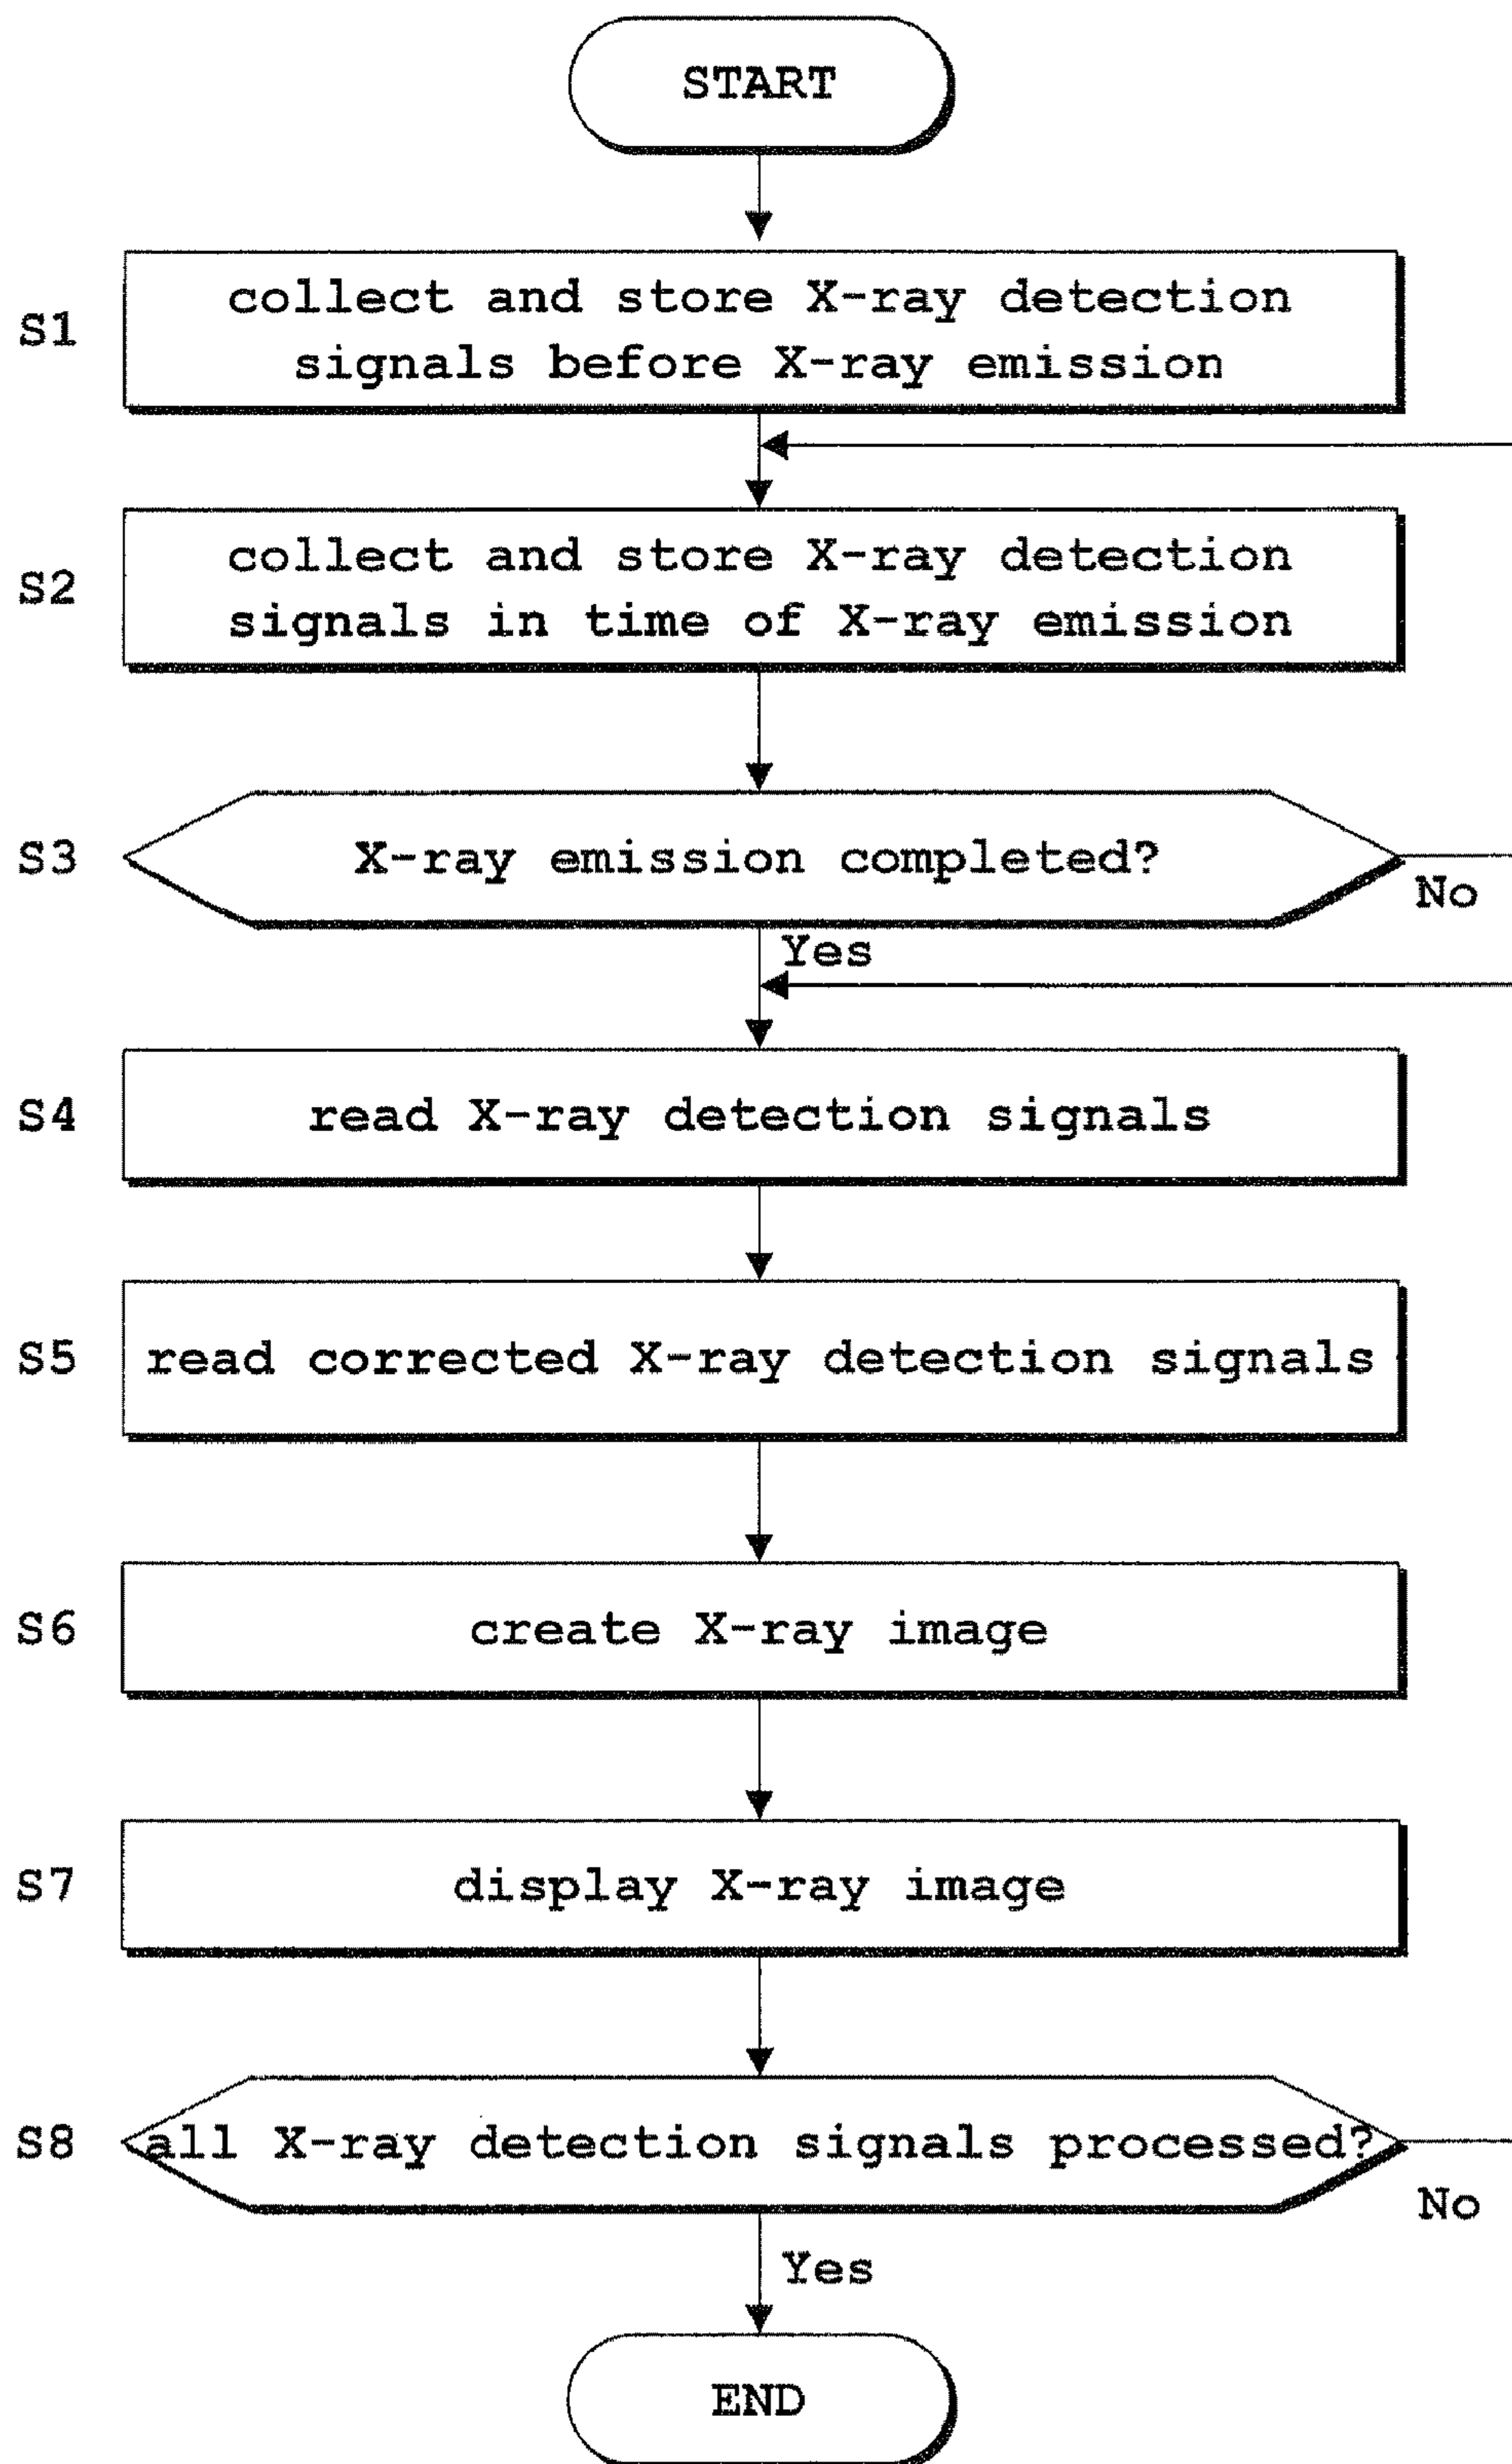 START
S1
collect and store X-ray detection
signals before X-ray emission
S2
collect and store X-ray detection
signals in time of X-ray emission
S3
X-ray emission completed?
No
Yes
S4
read X-ray detection signals
S5
read corrected X-ray detection signals
S6
create X-ray image
S7
display X-ray image
S8
all X-ray detection signals processed?
No
Yes
END